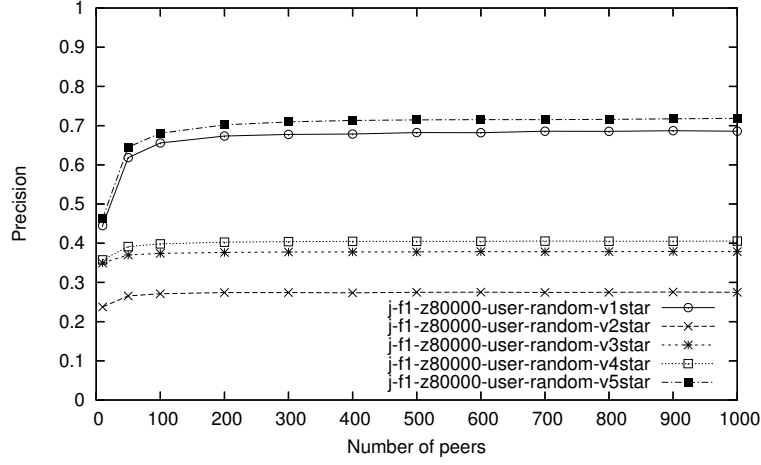 1
0.9
0.8
0.7
0.6
0.5
0.4
0.3
0.2
0.1
0
Precision
j-f1-z80000-user-random-v1star
j-f1-z80000-user-random-v2star
j-f1-z80000-user-random-v3star
j-f1-z80000-user-random-v4star
j-f1-z80000-user-random-v5star
0 100 200 300 400 500 600 700 800 900 1000
Number of peers